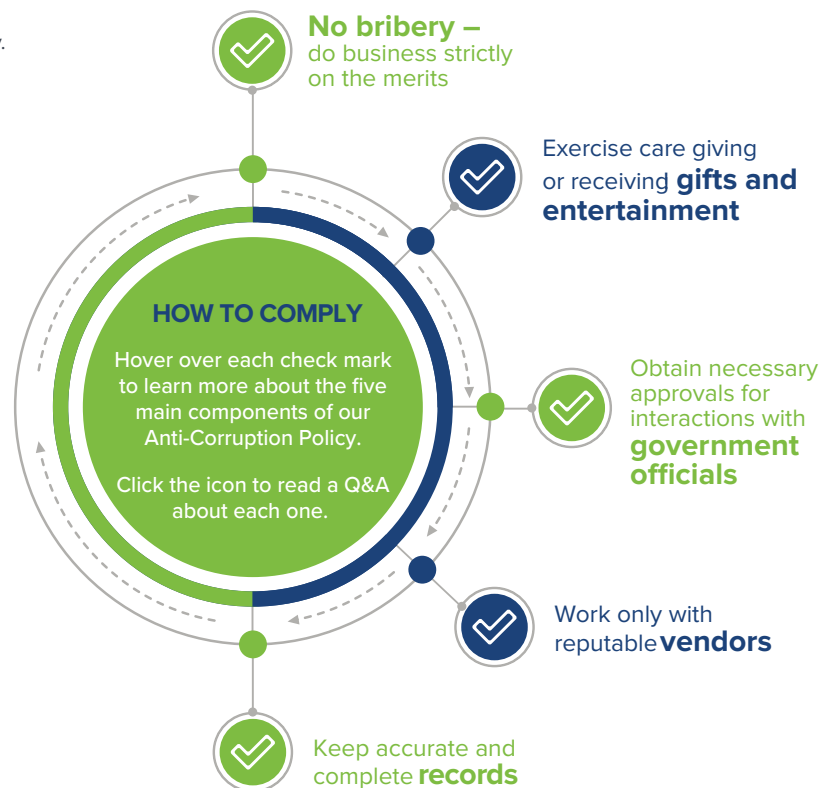 No bribery –
do business strictly
on the merits
Exercise care giving
or receiving gifts and
entertainment
HOW TO COMPLY
Hover over each check mark
to learn more about the five
main components of our
Anti-Corruption Policy.
Click the icon to read a Q&A
about each one.
Obtain necessary
approvals for
interactions with
government
officials
Work only with
reputable vendors
Keep accurate and
complete records